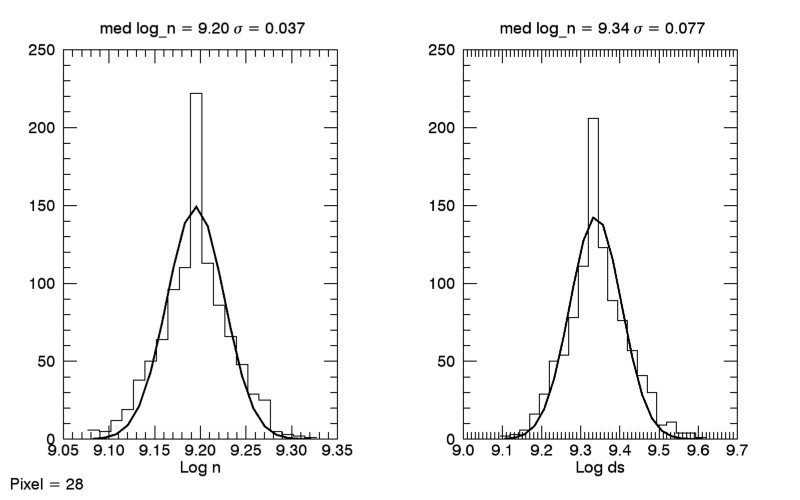 med log_n = 9.20 σ = 0.037
250
200
150
100
50
0
9.05 9.10 9.15 9.20 9.25 9.30 9.35
Log n
med log_n = 9.34 σ = 0.077
250
200
150
100
50
0
9.0 9.1 9.2 9.3 9.4 9.5 9.6 9.7
Log ds
Pixel = 28